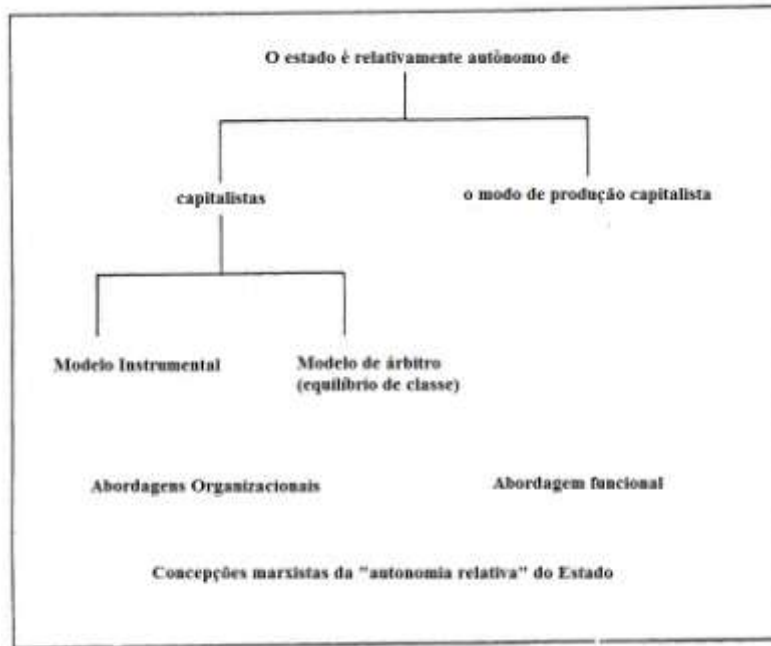 O estado è relativamente autônomo de
capitalistas
o modo de produção capitalista
Modelo Instrumental
Modelo de árbitro
(equilíbrio de classe)
Abordagens Organizacionais
Abordagem funcional
Concepções marxistas da "autonomia relativa" do Estado